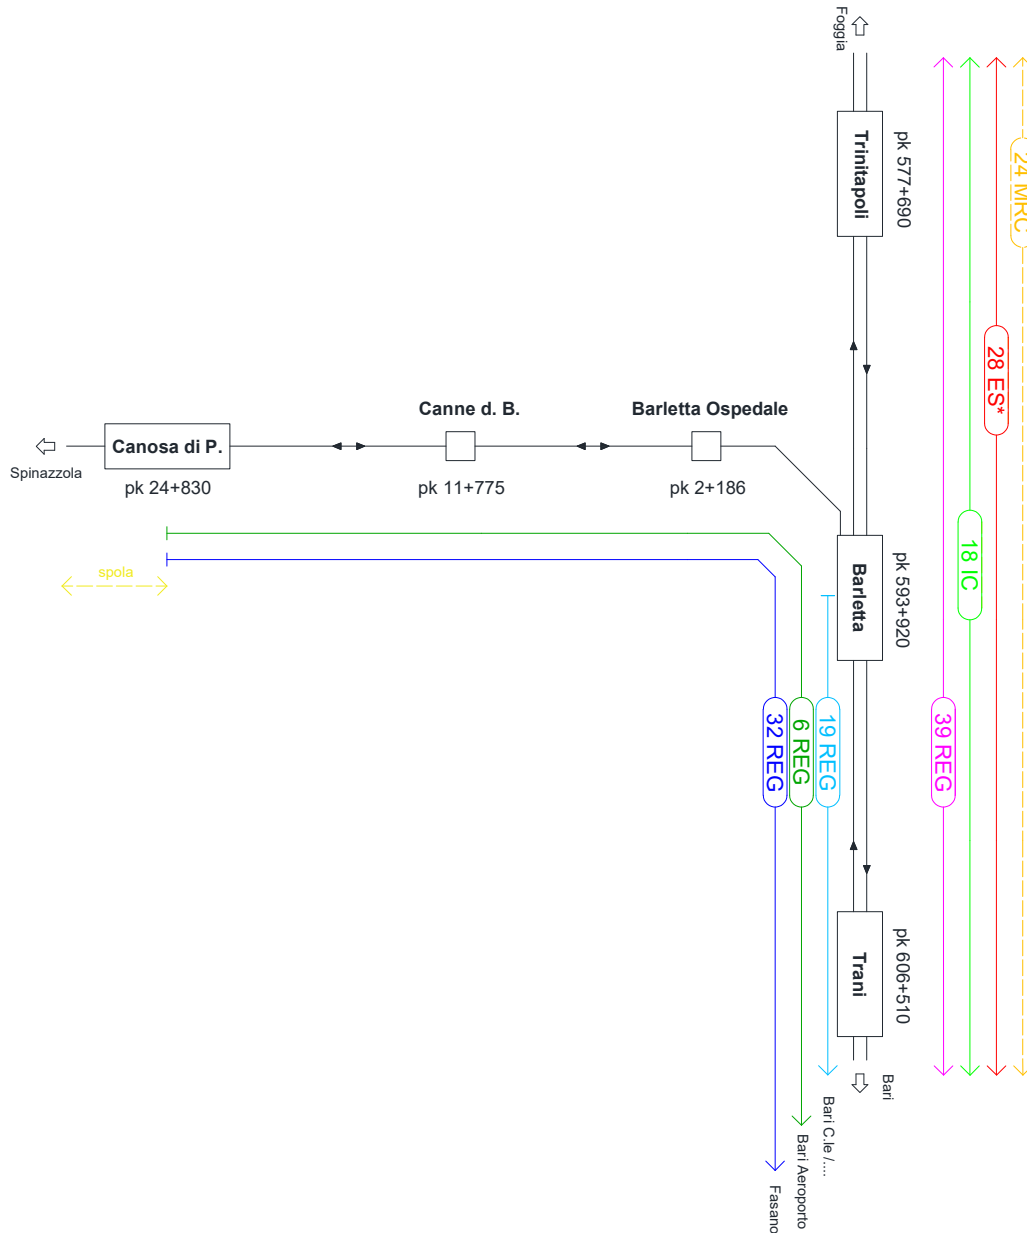 Foggia
Trinitapoli
pk 577+690
24 MRC
28 ES*
Canne d. B.
Barletta Ospedale
Canosa di P.
Spinazzola
pk 24+830
pk 11+775
pk 2+186
spola
Barletta
pk 593+920
18 IC
32 REG
6 REG
19 REG
39 REG
Trani
pk 606+510
Bari
Bari C.le /....
Bari Aeroporto
Fasano